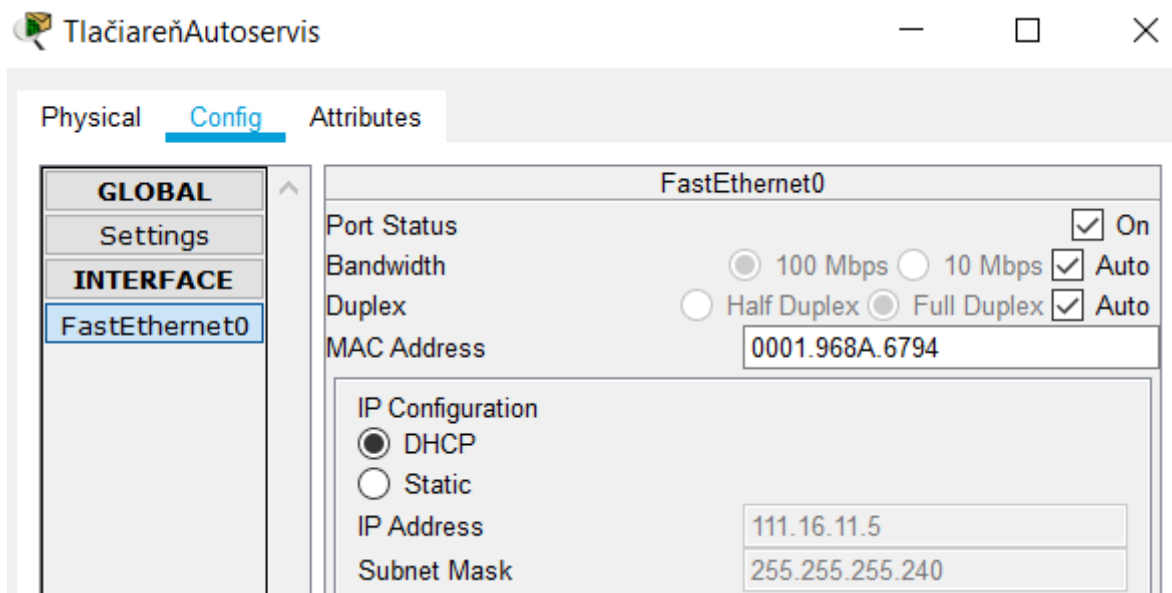 TlačiareňAutoservis
Physical Config Attributes
GLOBAL
Settings
INTERFACE
FastEthernet0
FastEthernet0
Port Status On
Bandwidth 100 Mbps 10 Mbps Auto
Duplex Half Duplex Full Duplex Auto
MAC Address 0001.968A.6794
IP Configuration
DHCP
Static
IP Address 111.16.11.5
Subnet Mask 255.255.255.240